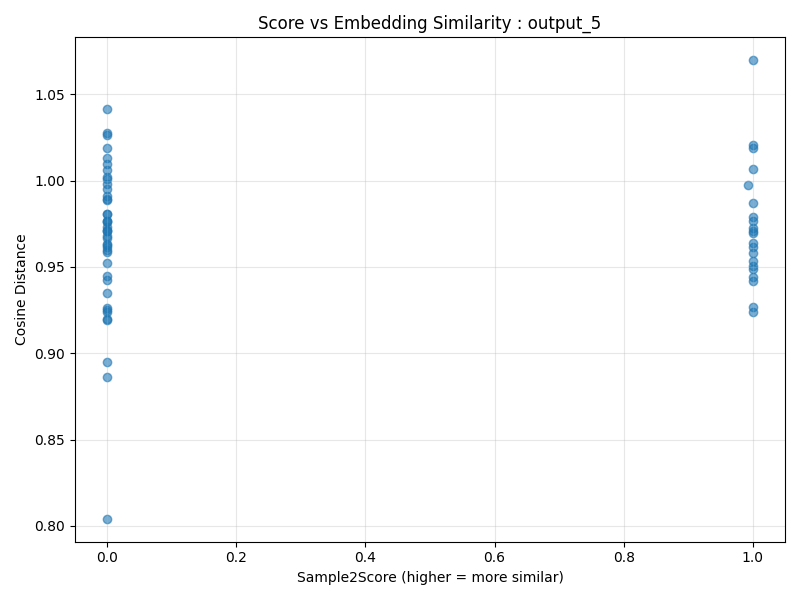 Score vs Embedding Similarity : output_5
Cosine Distance
1.05
1.00
0.95
0.90
0.85
0.80
0.0 0.2 0.4 0.6 0.8 1.0
Sample2Score (higher = more similar)